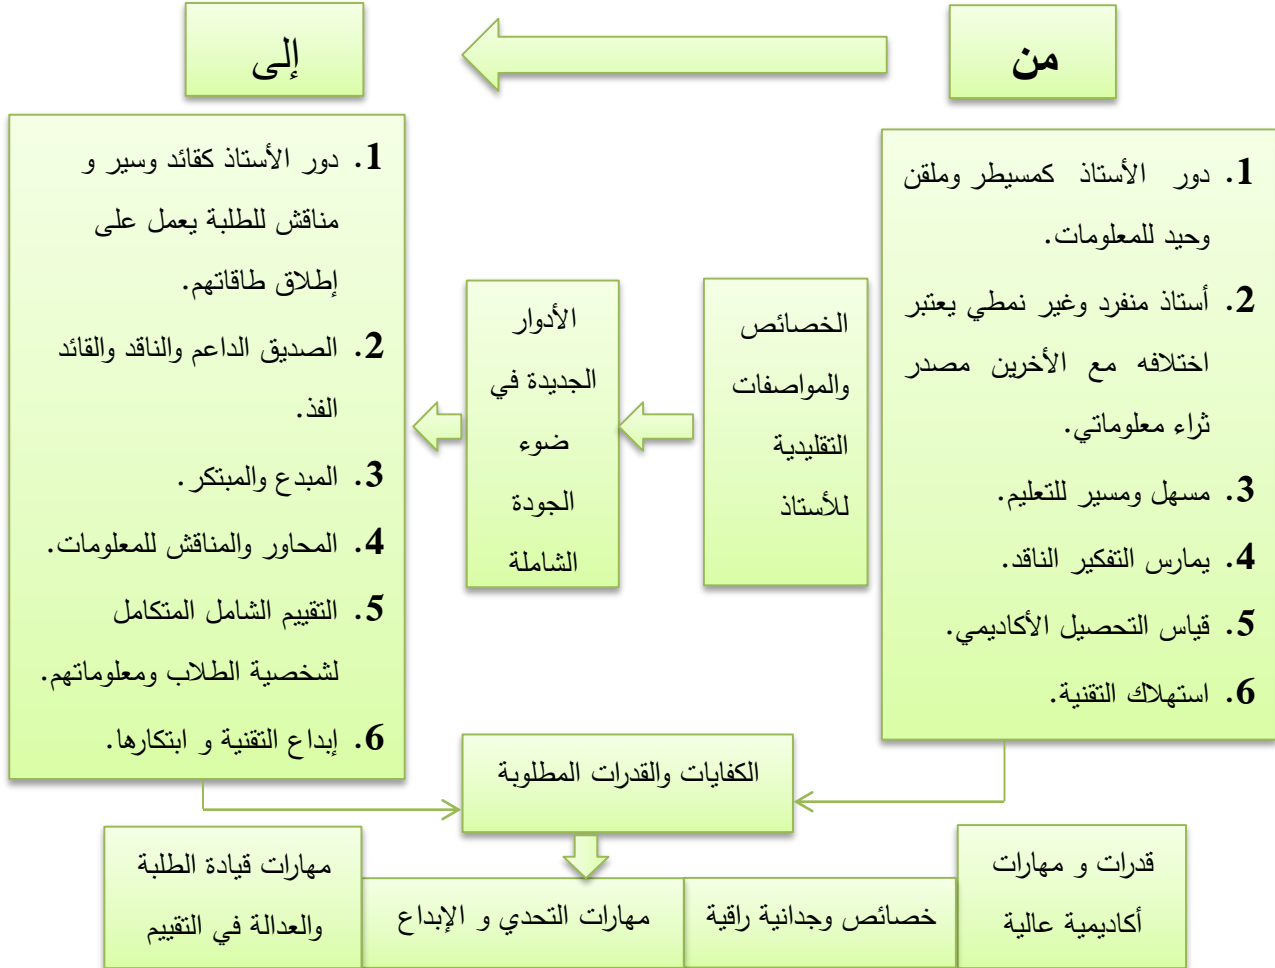 من
إلى
1. دور الأستاذ كمسيطر وملقن
وحيد للمعلومات.
2. أستاذ منفرد وغير نمطي يعتبر
اختلافه مع الأخرين مصدر
ثراء معلوماتي.
3. مسهل ومسير للتعليم.
4. يمارس التفكير الناقد.
5. قياس التحصيل الأكاديمي.
6. استهلاك التقنية.
الخصائص
والمواصفات
التقليدية
للأستاذ
الأدوار
الجديدة في
ضوء
الجودة
الشاملة
1. دور الأستاذ كقائد وسير و
مناقش للطلبة يعمل على
إطلاق طاقاتهم.
2. الصديق الداعم والناقد والقائد
الفذ.
3. المبدع والمبتكر.
4. المحاور والمناقش للمعلومات.
5. التقييم الشامل المتكامل
لشخصية الطلاب ومعلوماتهم.
6. إبداع التقنية و ابتكارها.
الكفايات والقدرات المطلوبة
قدرات و مهارات
أكاديمية عالية
خصائص وجدانية راقية
مهارات التحدي و الإبداع
مهارات قيادة الطلبة
والعدالة في التقييم